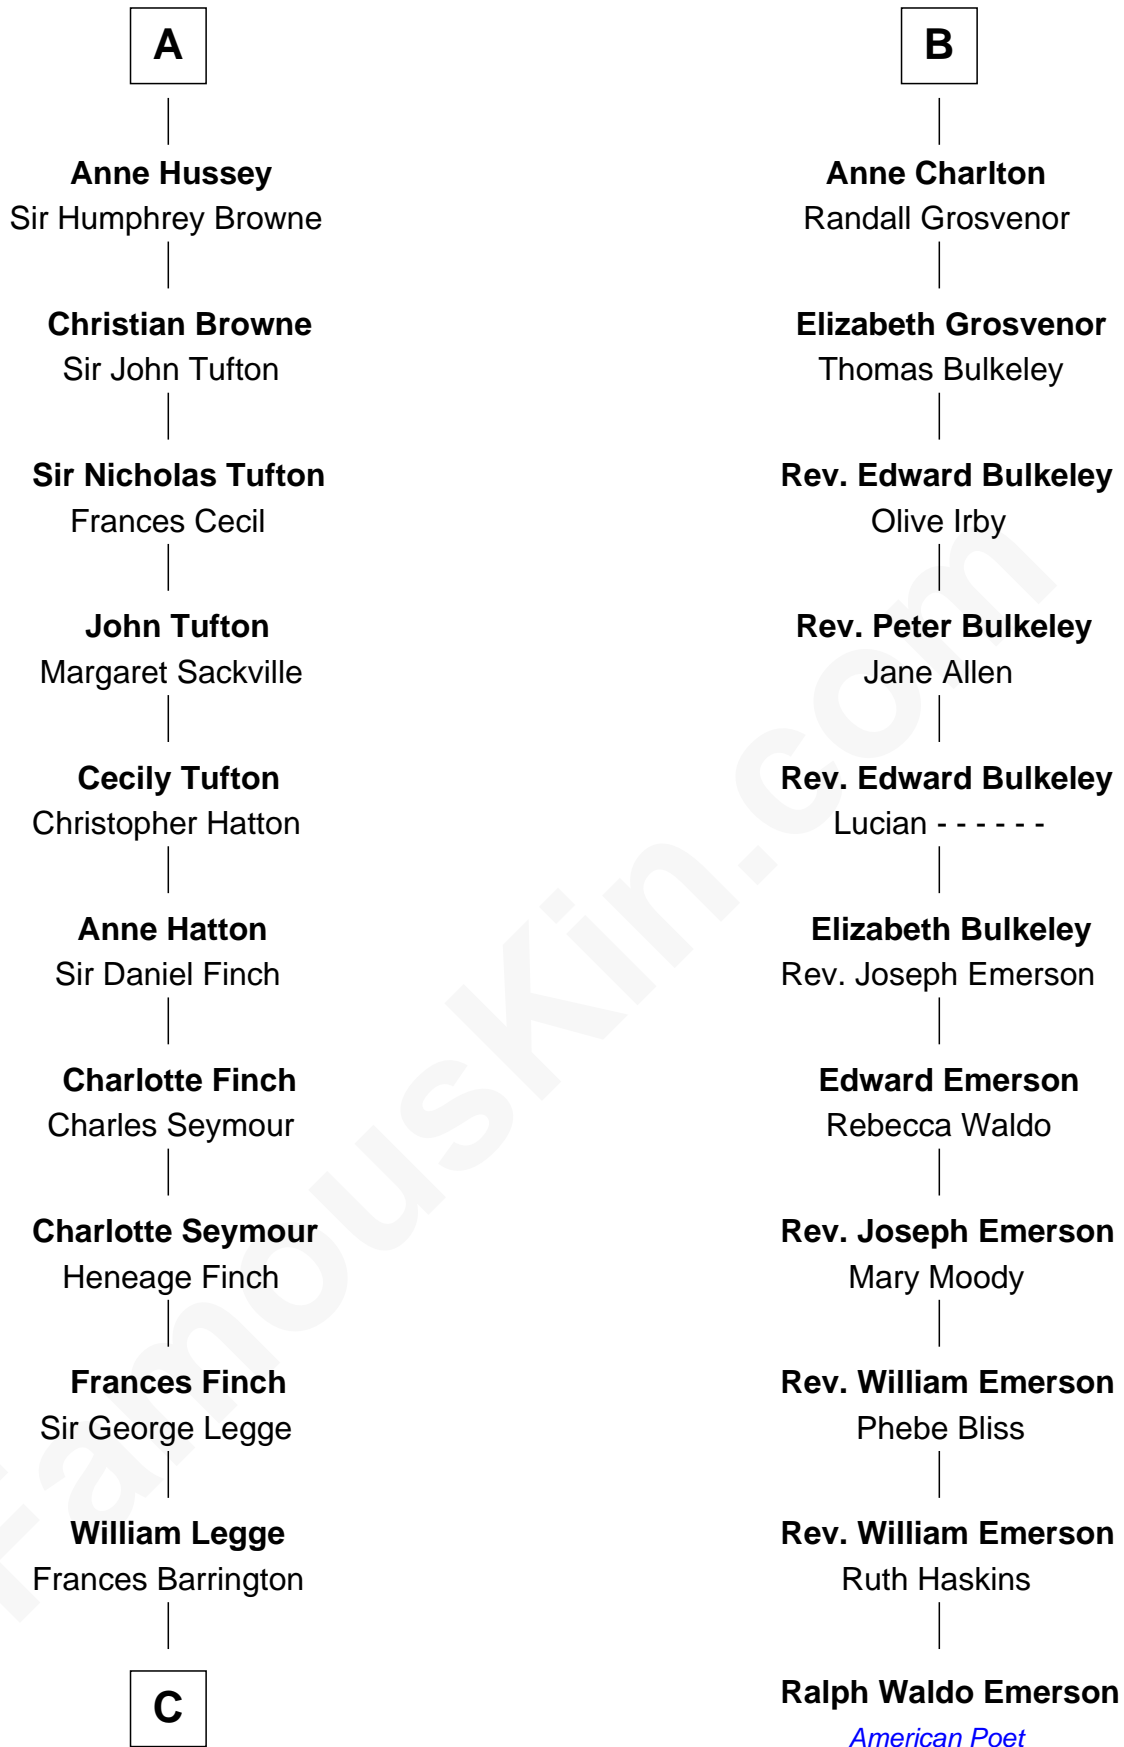 A
Anne Hussey
Sir Humphrey Browne
Christian Browne
Sir John Tufton
Sir Nicholas Tufton
Frances Cecil
John Tufton
Margaret Sackville
Cecily Tufton
Christopher Hatton
Anne Hatton
Sir Daniel Finch
Charlotte Finch
Charles Seymour
Charlotte Seymour
Heneage Finch
Frances Finch
Sir George Legge
William Legge
Frances Barrington
C
B
Anne Charlton
Randall Grosvenor
Elizabeth Grosvenor
Thomas Bulkeley
Rev. Edward Bulkeley
Olive Irby
Rev. Peter Bulkeley
Jane Allen
Rev. Edward Bulkeley
Lucian - - - - - -
Elizabeth Bulkeley
Rev. Joseph Emerson
Edward Emerson
Rebecca Waldo
Rev. Joseph Emerson
Mary Moody
Rev. William Emerson
Phebe Bliss
Rev. William Emerson
Ruth Haskins
Ralph Waldo Emerson
American Poet
FamousKin.com